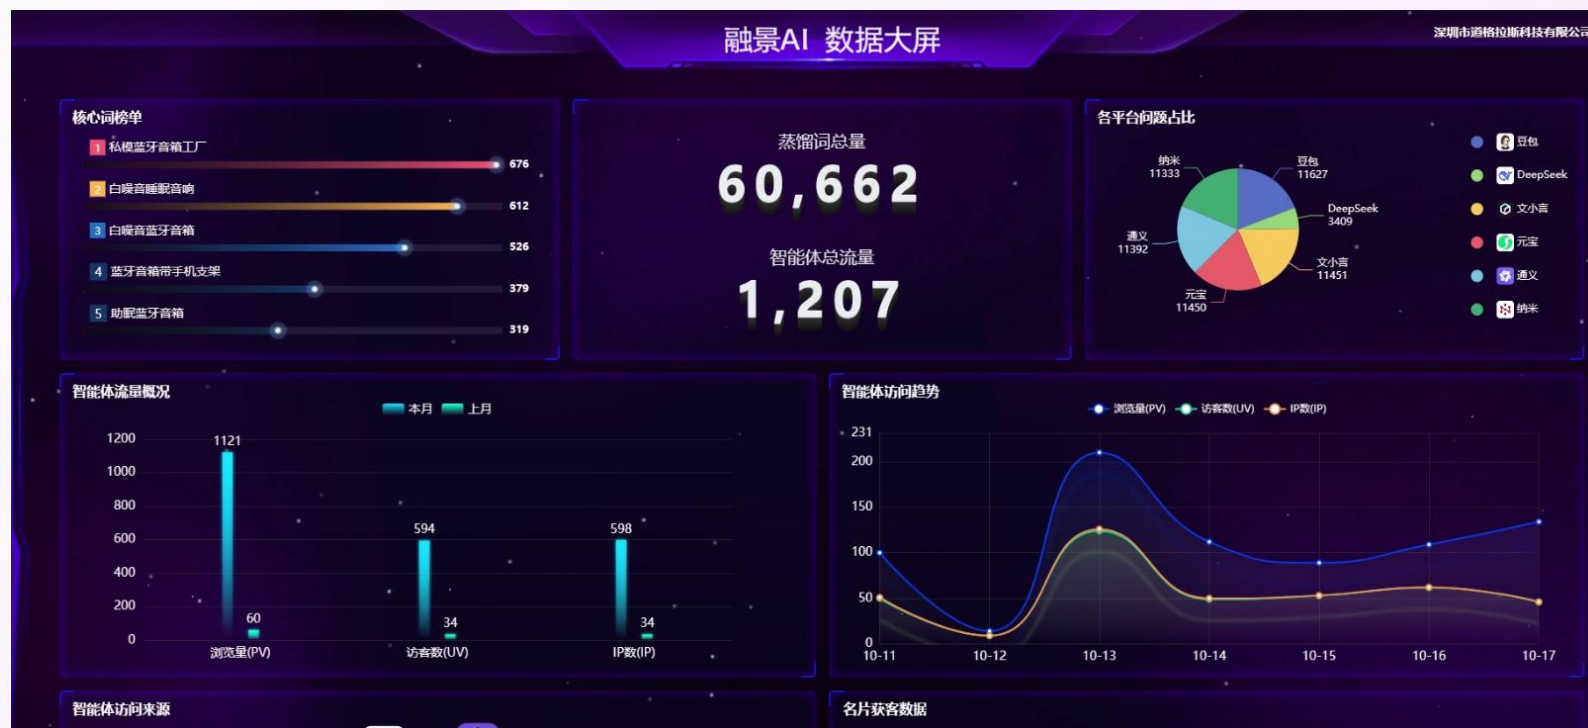 融景AI 数据大屏
深圳市道格拉斯科技有限公司
核心词榜单
1 私模蓝牙音箱工厂
676
2 白噪音睡眠音响
612
3 白噪音蓝牙音箱
526
4 蓝牙音箱带手机支架
379
5 助眠蓝牙音箱
319
蒸馏词总量
60,662
智能体总流量
1,207
各平台问题占比
纳米
11333
豆包
11627
DeepSeek
3409
通义
11392
文小言
11451
元宝
11450
豆包
DeepSeek
文小言
元宝
通义
纳米
智能体流量概况
本月 上月
1200
1000
800
600
400
200
0
1121
60
594
34
598
34
浏览量(PV) 访客数(UV) IP数(IP)
智能体访问趋势
浏览量(PV) 访客数(UV) IP数(IP)
231
200
150
100
50
0
10-11 10-12 10-13 10-14 10-15 10-16 10-17
智能体访问来源
名片获客数据